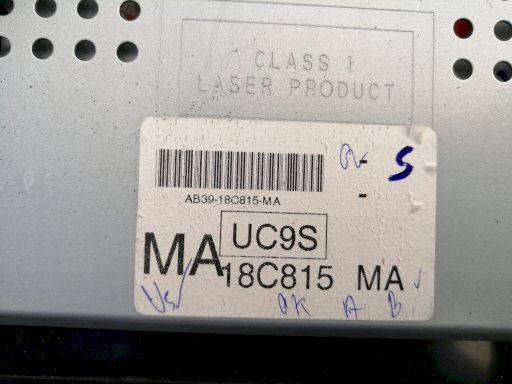 CLASS 1
LASER PRODUCT
S
AB39-18C815-MA
UC9S
MA
18C815 MA
OK A B